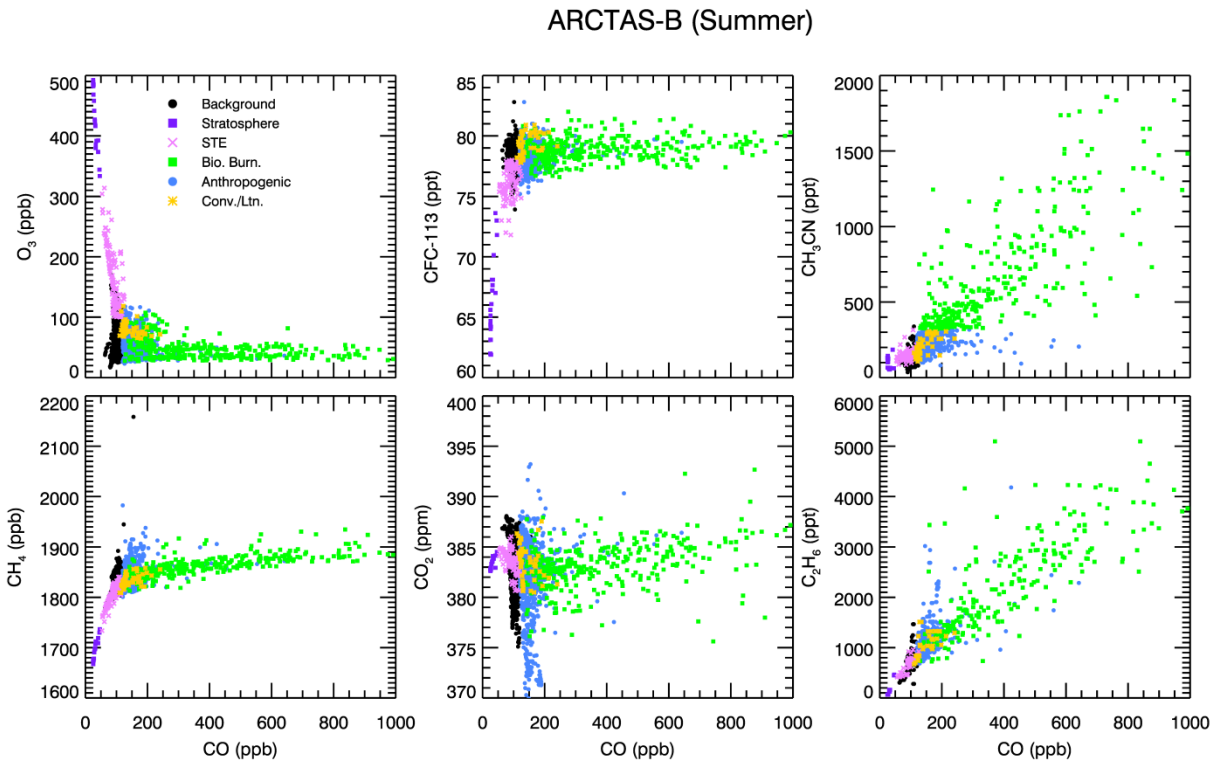 ARCTAS-B (Summer)
500
400
300
200
100
0
O3 (ppb)
Background
Stratosphere
STE
Bio. Burn.
Anthropogenic
Conv./Ltn.
85
80
75
70
65
60
CFC-113 (ppt)
2000
1500
1000
500
0
CH3CN (ppt)
2200
2100
2000
1900
1800
1700
1600
CH4 (ppb)
0 200 400 600 800 1000
CO (ppb)
400
395
390
385
380
375
370
CO2 (ppm)
0 200 400 600 800 1000
CO (ppb)
6000
5000
4000
3000
2000
1000
0
C2H6 (ppt)
0 200 400 600 800 1000
CO (ppb)